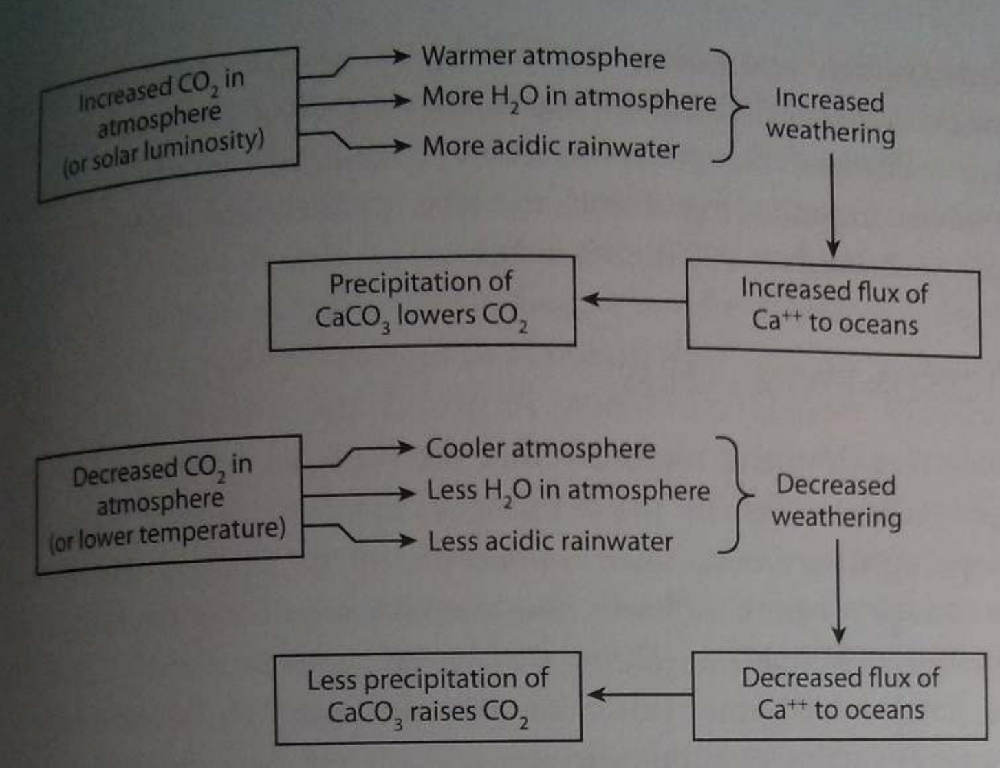 Increased CO₂ in
atmosphere
(or solar luminosity)
Warmer atmosphere
More H₂O in atmosphere
More acidic rainwater
Increased
weathering
Increased flux of
Ca⁺⁺ to oceans
Precipitation of
CaCO₃ lowers CO₂
Decreased CO₂ in
atmosphere
(or lower temperature)
Cooler atmosphere
Less H₂O in atmosphere
Less acidic rainwater
Decreased
weathering
Decreased flux of
Ca⁺⁺ to oceans
Less precipitation of
CaCO₃ raises CO₂